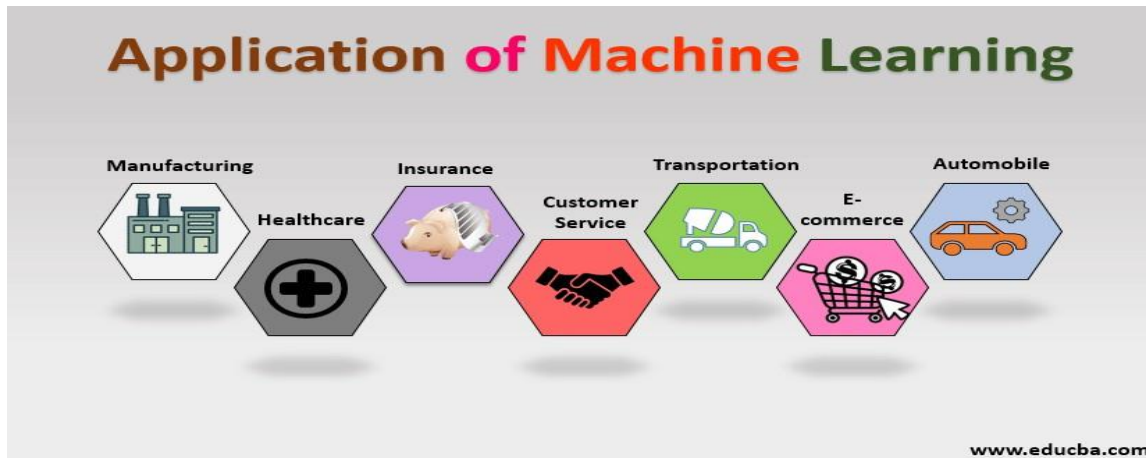 Application of Machine Learning
Manufacturing
Healthcare
Insurance
Customer
Service
Transportation
E-
commerce
Automobile
www.educba.com